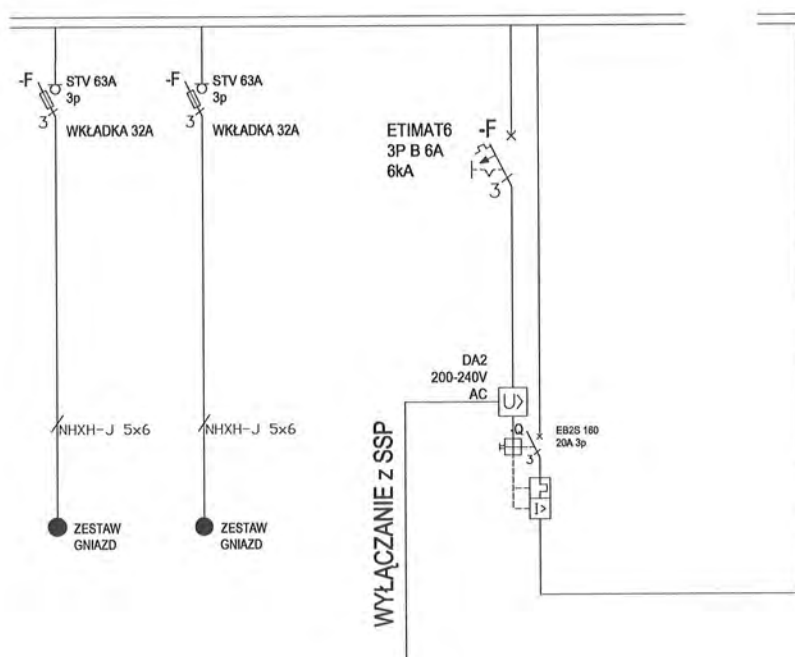 -F
STV 63A
3p
3
WKŁADKA 32A
-F
STV 63A
3p
3
WKŁADKA 32A
ETIMAT6
3P B 6A
6kA
-F
3
DA2
200-240V
AC
U>
-Q
EB2S 160
20A 3p
3
I>
NHXH-J 5x6
NHXH-J 5x6
ZESTAW
GNIAZD
ZESTAW
GNIAZD
WYŁĄCZANIE z SSP